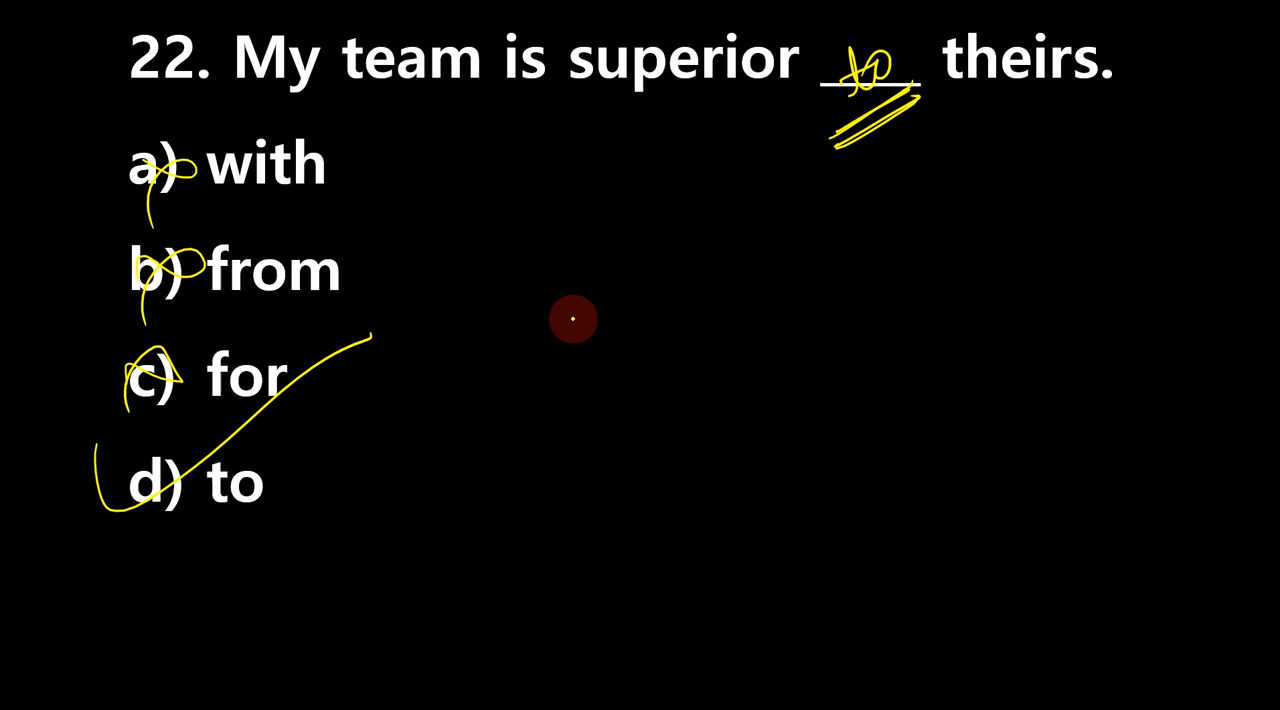 22. My team is superior to theirs.
a) with
b) from
c) for
d) to